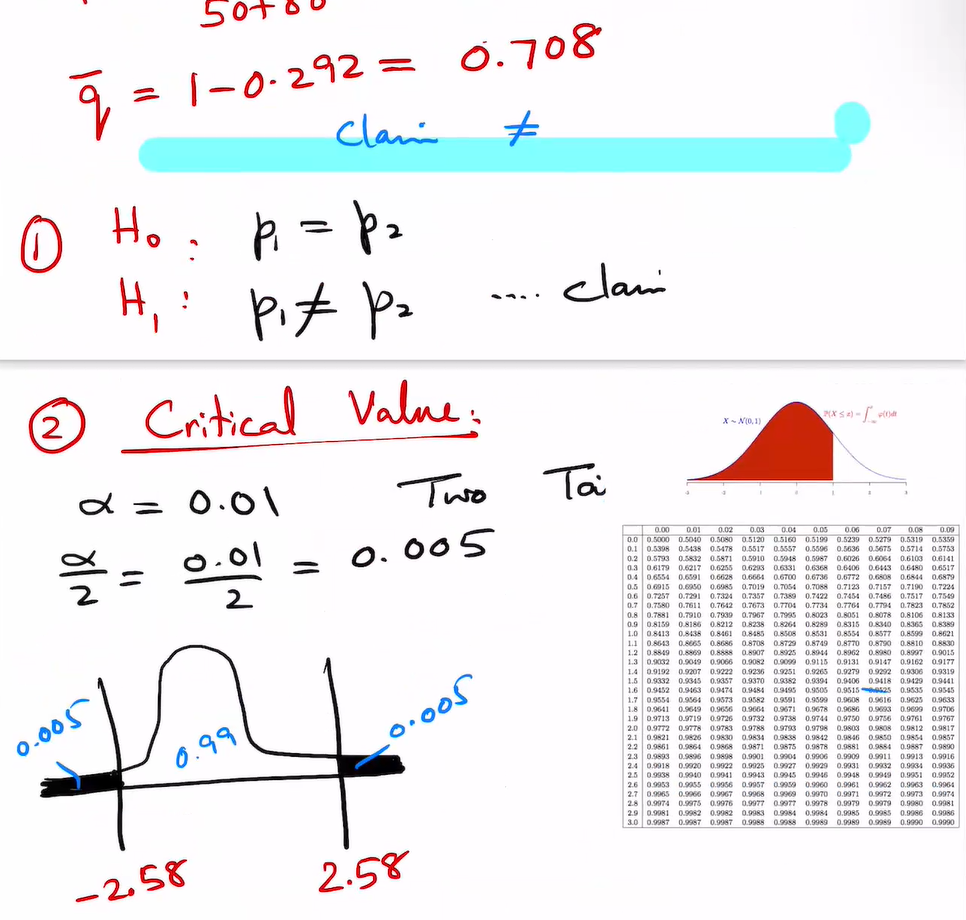 50+80
q̄ = 1-0.292 = 0.708
Claim ≠
① H₀ : p₁ = p₂
H₁ : p₁ ≠ p₂ .... claim
② Critical Value:
α = 0.01 Two Tai
α/2 = 0.01/2 = 0.005
0.005 0.99 0.005
-2.58 2.58
X ~ N(0,1) P(X ≤ a) = ∫ φ(t)dt
0.00 0.01 0.02 0.03 0.04 0.05 0.06 0.07 0.08 0.09
0.0 0.5000 0.5040 0.5080 0.5120 0.5160 0.5199 0.5239 0.5279 0.5319 0.5359
0.1 0.5398 0.5438 0.5478 0.5517 0.5557 0.5596 0.5636 0.5675 0.5714 0.5753
0.2 0.5793 0.5832 0.5871 0.5910 0.5948 0.5987 0.6026 0.6064 0.6103 0.6141
0.3 0.6179 0.6217 0.6255 0.6293 0.6331 0.6368 0.6406 0.6443 0.6480 0.6517
0.4 0.6554 0.6591 0.6628 0.6664 0.6700 0.6736 0.6772 0.6808 0.6844 0.6879
0.5 0.6915 0.6950 0.6985 0.7019 0.7054 0.7088 0.7123 0.7157 0.7190 0.7224
0.6 0.7257 0.7291 0.7324 0.7357 0.7389 0.7422 0.7454 0.7486 0.7517 0.7549
0.7 0.7580 0.7611 0.7642 0.7673 0.7704 0.7734 0.7764 0.7794 0.7823 0.7852
0.8 0.7881 0.7910 0.7939 0.7967 0.7995 0.8023 0.8051 0.8078 0.8106 0.8133
0.9 0.8159 0.8186 0.8212 0.8238 0.8264 0.8289 0.8315 0.8340 0.8365 0.8389
1.0 0.8413 0.8438 0.8461 0.8485 0.8508 0.8531 0.8554 0.8577 0.8599 0.8621
1.1 0.8643 0.8665 0.8686 0.8708 0.8729 0.8749 0.8770 0.8790 0.8810 0.8830
1.2 0.8849 0.8869 0.8888 0.8907 0.8925 0.8944 0.8962 0.8980 0.8997 0.9015
1.3 0.9032 0.9049 0.9066 0.9082 0.9099 0.9115 0.9131 0.9147 0.9162 0.9177
1.4 0.9192 0.9207 0.9222 0.9236 0.9251 0.9265 0.9279 0.9292 0.9306 0.9319
1.5 0.9332 0.9345 0.9357 0.9370 0.9382 0.9394 0.9406 0.9418 0.9429 0.9441
1.6 0.9452 0.9463 0.9474 0.9484 0.9495 0.9505 0.9515 0.9525 0.9535 0.9545
1.7 0.9554 0.9564 0.9573 0.9582 0.9591 0.9599 0.9608 0.9616 0.9625 0.9633
1.8 0.9641 0.9649 0.9656 0.9664 0.9671 0.9678 0.9686 0.9693 0.9699 0.9706
1.9 0.9713 0.9719 0.9726 0.9732 0.9738 0.9744 0.9750 0.9756 0.9761 0.9767
2.0 0.9772 0.9778 0.9783 0.9788 0.9793 0.9798 0.9803 0.9808 0.9812 0.9817
2.1 0.9821 0.9826 0.9830 0.9834 0.9838 0.9842 0.9846 0.9850 0.9854 0.9857
2.2 0.9861 0.9864 0.9868 0.9871 0.9875 0.9878 0.9881 0.9884 0.9887 0.9890
2.3 0.9893 0.9896 0.9898 0.9901 0.9904 0.9906 0.9909 0.9911 0.9913 0.9916
2.4 0.9918 0.9920 0.9922 0.9925 0.9927 0.9929 0.9931 0.9932 0.9934 0.9936
2.5 0.9938 0.9940 0.9941 0.9943 0.9945 0.9946 0.9948 0.9949 0.9951 0.9952
2.6 0.9953 0.9955 0.9956 0.9957 0.9959 0.9960 0.9961 0.9962 0.9963 0.9964
2.7 0.9965 0.9966 0.9967 0.9968 0.9969 0.9970 0.9971 0.9972 0.9973 0.9974
2.8 0.9974 0.9975 0.9976 0.9977 0.9977 0.9978 0.9979 0.9979 0.9980 0.9981
2.9 0.9981 0.9982 0.9982 0.9983 0.9984 0.9984 0.9985 0.9985 0.9986 0.9986
3.0 0.9987 0.9987 0.9987 0.9988 0.9988 0.9989 0.9989 0.9989 0.9990 0.9990